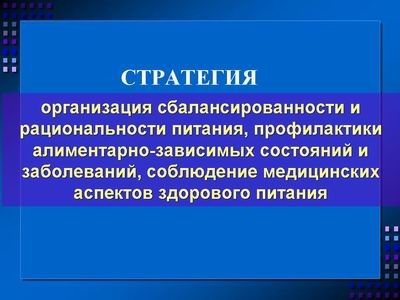 СТРАТЕГИЯ
организация сбалансированности и
рациональности питания, профилактики
алиментарно-зависимых состояний и
заболеваний, соблюдение медицинских
аспектов здорового питания